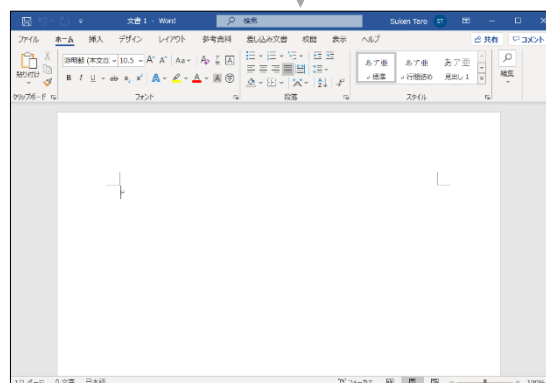 文書 1 - Word
検索
Suken Taro
ST
ファイル ホーム 挿入 デザイン レイアウト 参考資料 差し込み文書 校閲 表示 ヘルプ 共有 コメント
貼り付け
游明朝 (本文の 10.5 A A Aa A
B I U ab x₂ x² A A A
あア亜 あア亜 あア亜
標準 行間詰め 見出し 1
編集
クリップボード フォント 段落 スタイル
1/1 ページ 0 文字 日本語 フォーカス 100%